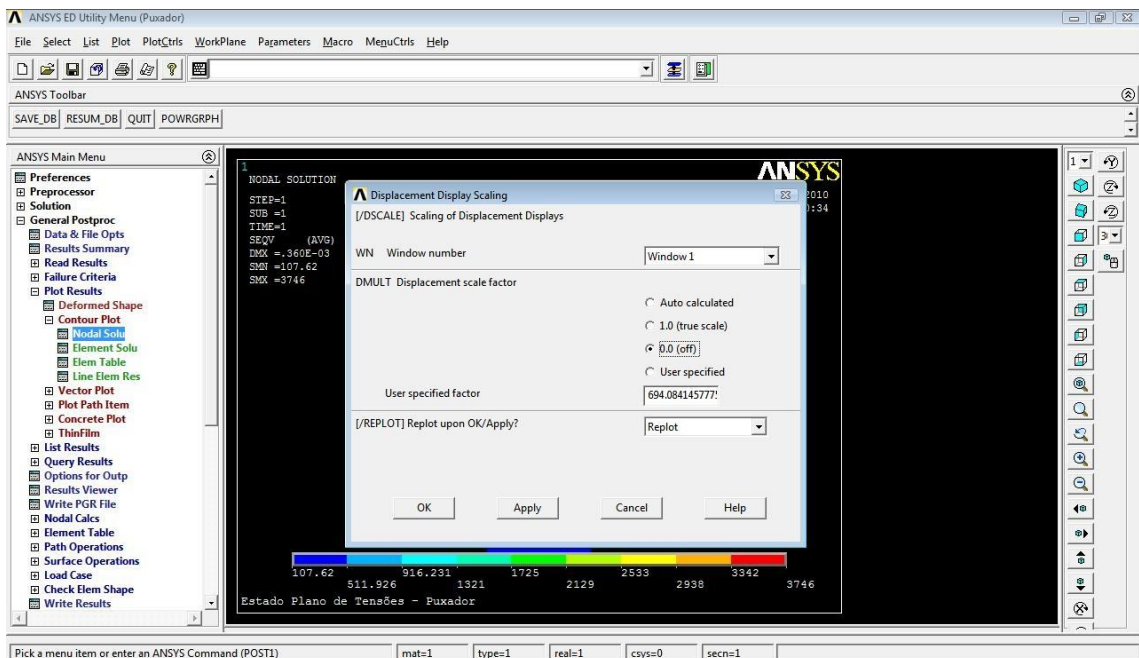 ANSYS ED Utility Menu (Puxador)
File Select List Plot PlotCtrls WorkPlane Parameters Macro MenuCtrls Help
ANSYS Toolbar
SAVE_DB RESUM_DB QUIT POWRGRPH
ANSYS Main Menu
Preferences
Preprocessor
Solution
General Postproc
Data & File Opts
Results Summary
Read Results
Failure Criteria
Plot Results
Deformed Shape
Contour Plot
Nodal Solu
Element Solu
Elem Table
Line Elem Res
Vector Plot
Plot Path Item
Concrete Plot
ThinFilm
List Results
Query Results
Options for Outp
Results Viewer
Write PGR File
Nodal Calcs
Element Table
Path Operations
Surface Operations
Load Case
Check Elem Shape
Write Results
1
NODAL SOLUTION
STEP=1
SUB =1
TIME=1
SEQV (AVG)
DMX =.360E-03
SMN =107.62
SMX =3746
ANSYS
2010
:34
Displacement Display Scaling
[/DSCALE] Scaling of Displacement Displays
WN Window number
Window 1
DMULT Displacement scale factor
Auto calculated
1.0 (true scale)
0.0 (off)
User specified
User specified factor
694.084145777
[/REPLOT] Replot upon OK/Apply?
Replot
OK Apply Cancel Help
107.62 916.231 1725 2533 3342
511.926 1321 2129 2938 3746
Estado Plano de Tensões - Puxador
1
Pick a menu item or enter an ANSYS Command (POST1)
mat=1 type=1 real=1 csys=0 secn=1